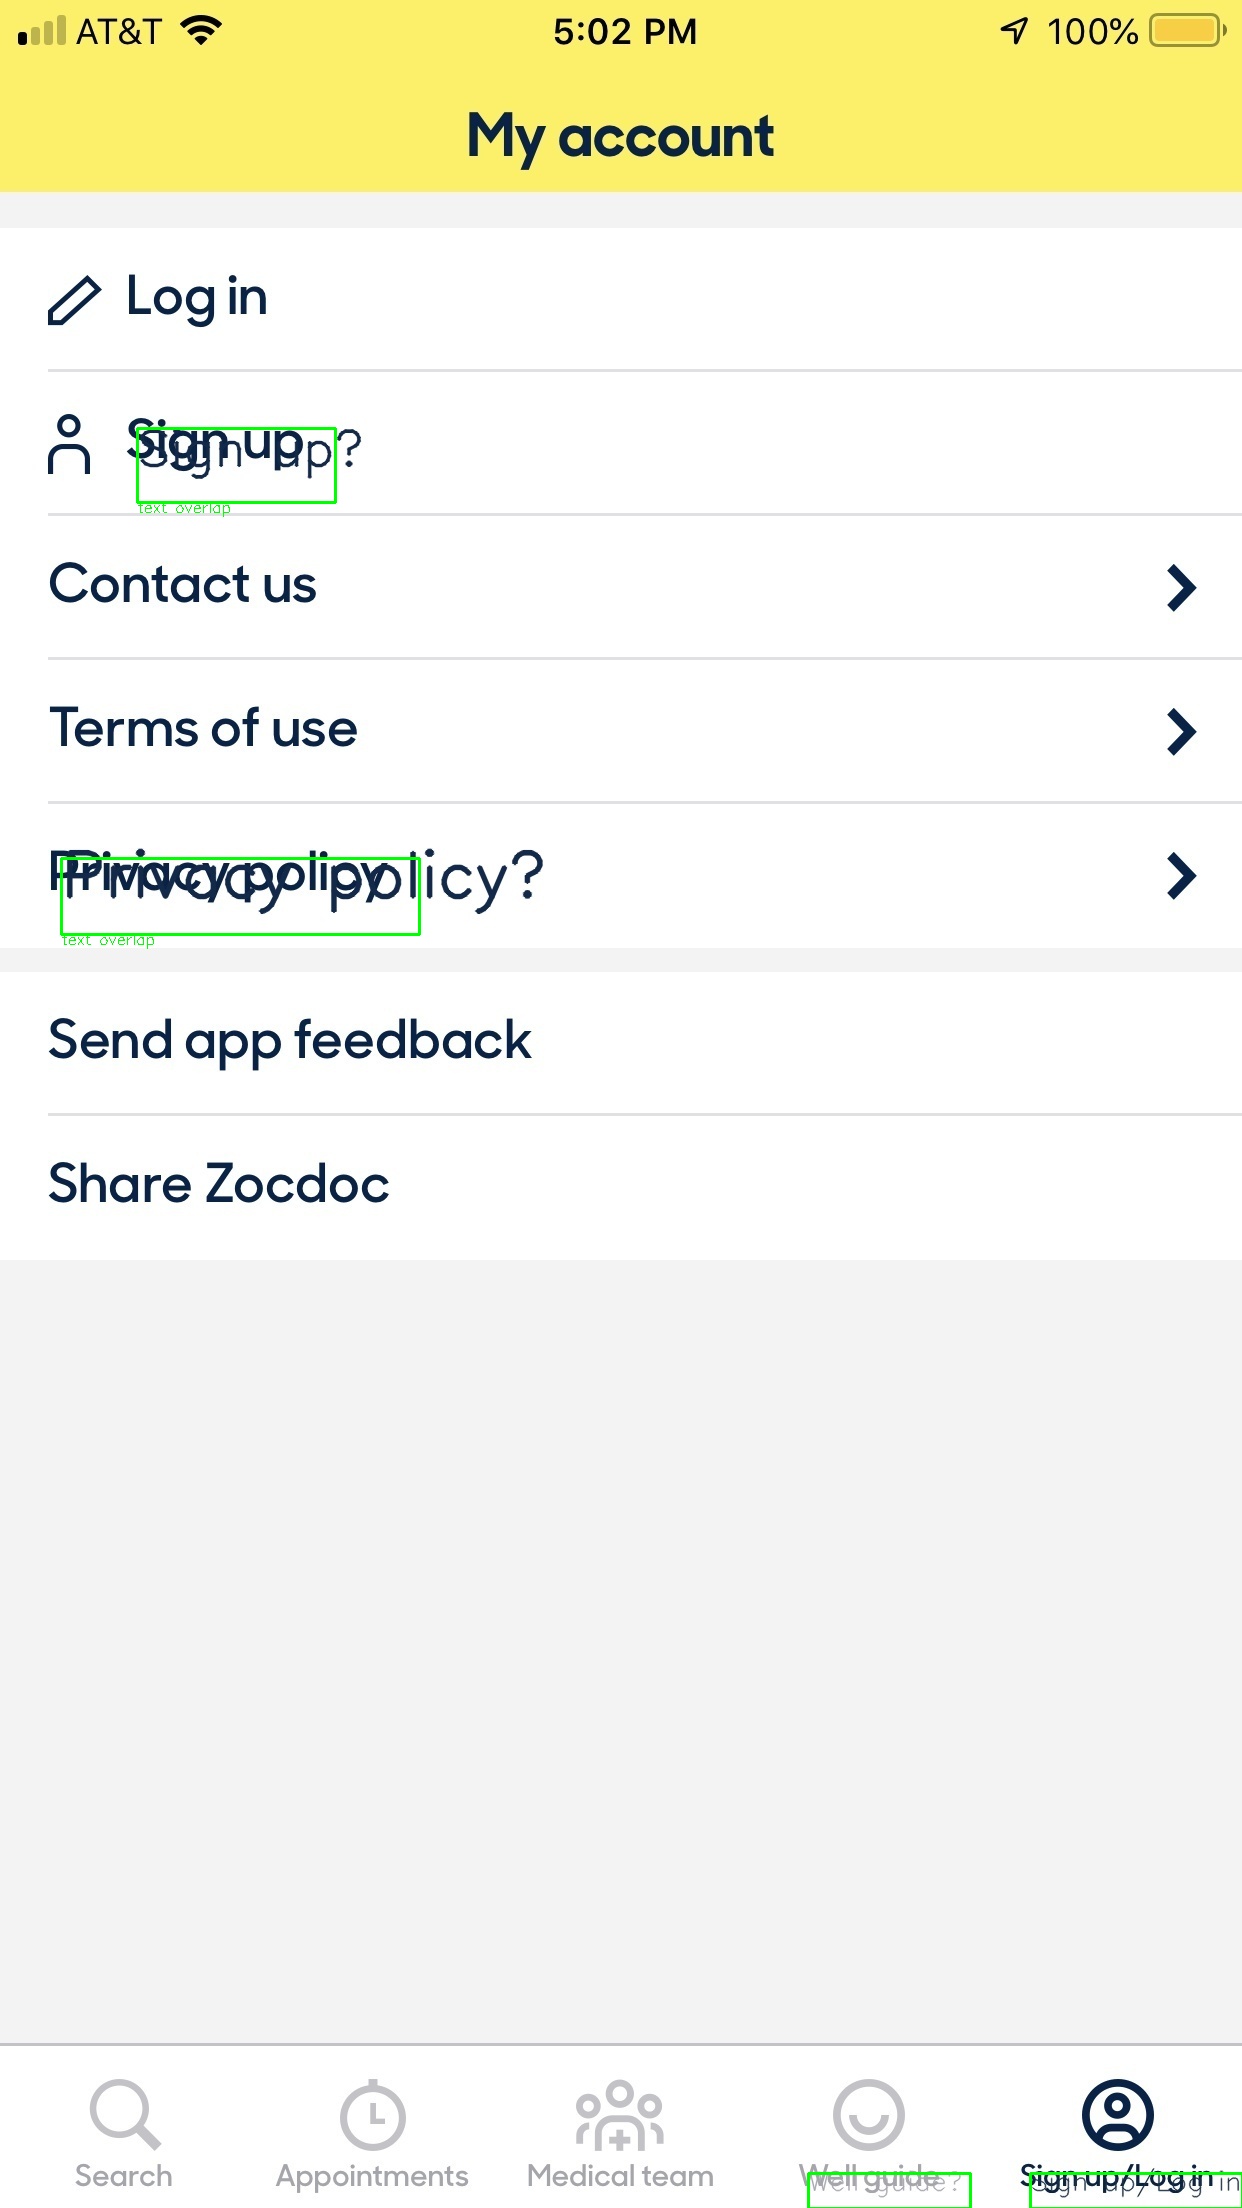 AT&T 5:02 PM 100%
My account
Log in
Sign up
Sign up?
text overlap
Contact us
Terms of use
Privacy policy
Privacy policy?
text overlap
Send app feedback
Share Zocdoc
Search Appointments Medical team Well guide Sign up/Log in
Well guide? Sign up/Log in